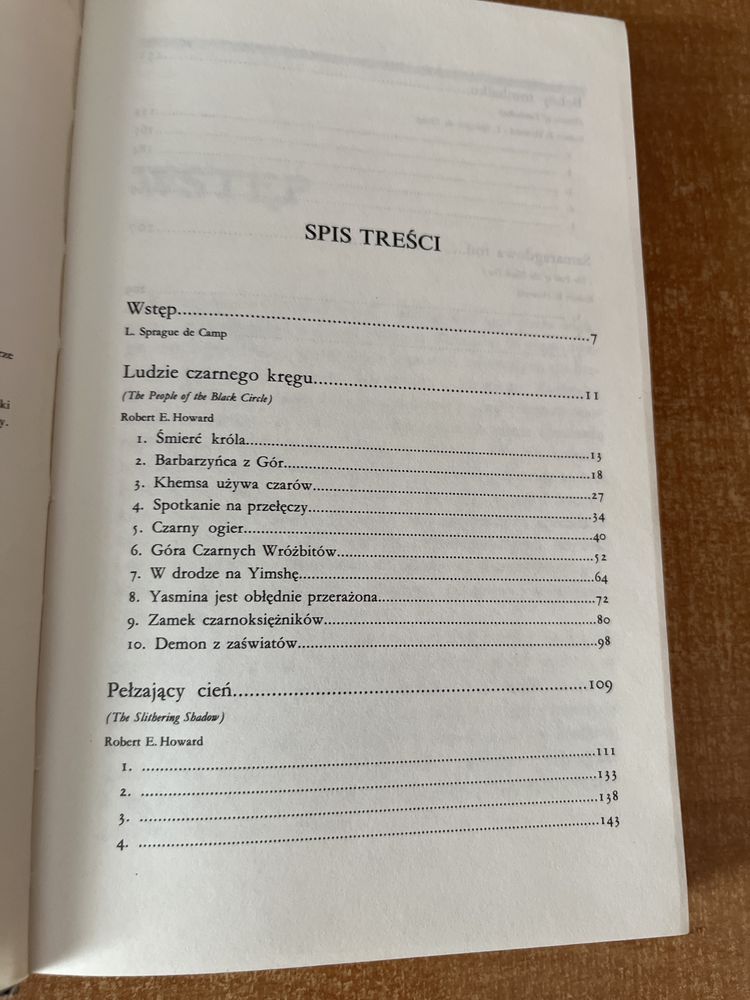 rze
ki
y.
SPIS TREŚCI
Wstęp......7
L. Sprague de Camp
Ludzie czarnego kręgu......11
(The People of the Black Circle)
Robert E. Howard
1. Śmierć króla......13
2. Barbarzyńca z Gór......18
3. Khemsa używa czarów......27
4. Spotkanie na przełęczy......34
5. Czarny ogier......40
6. Góra Czarnych Wróżbitów......52
7. W drodze na Yimshę......64
8. Yasmina jest obłędnie przerażona......72
9. Zamek czarnoksiężników......80
10. Demon z zaświatów......98
Pełzający cień......109
(The Slithering Shadow)
Robert E. Howard
1. ......111
2. ......133
3. ......138
4. ......143